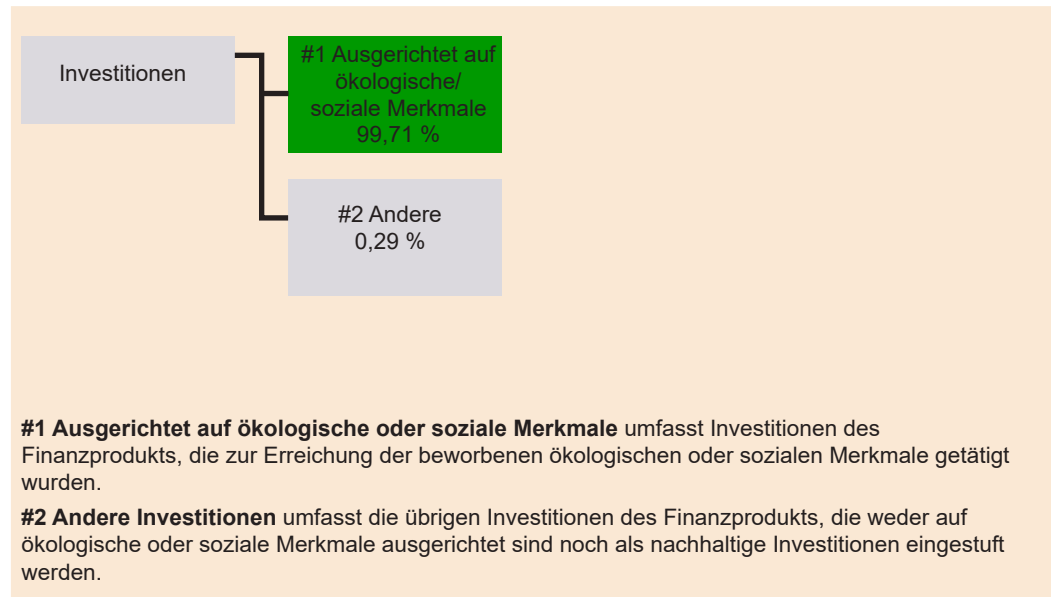 Investitionen
#1 Ausgerichtet auf
ökologische/
soziale Merkmale
99,71 %
#2 Andere
0,29 %
#1 Ausgerichtet auf ökologische oder soziale Merkmale umfasst Investitionen des
Finanzprodukts, die zur Erreichung der beworbenen ökologischen oder sozialen Merkmale getätigt
wurden.
#2 Andere Investitionen umfasst die übrigen Investitionen des Finanzprodukts, die weder auf
ökologische oder soziale Merkmale ausgerichtet sind noch als nachhaltige Investitionen eingestuft
werden.